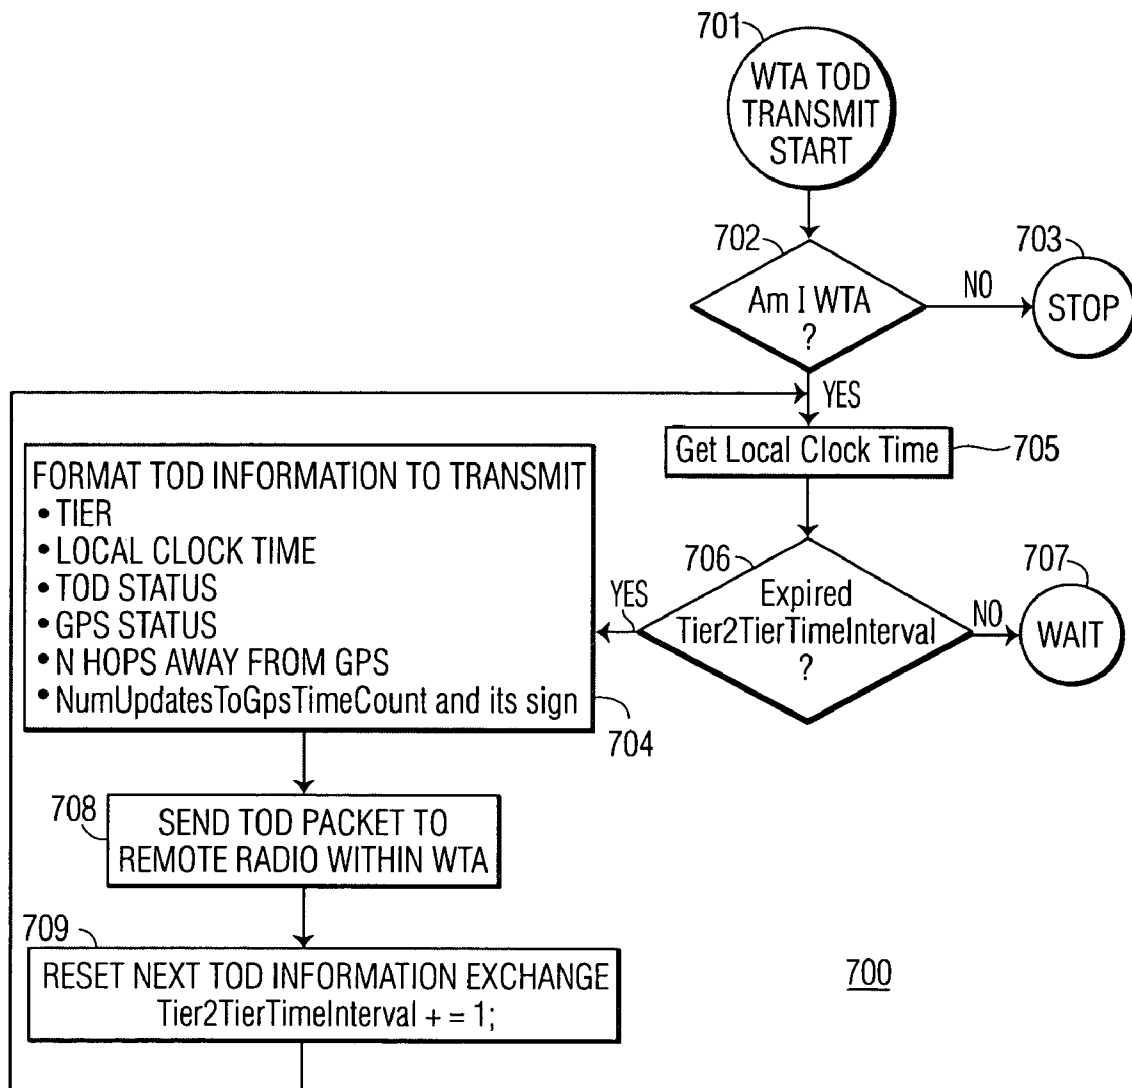 701
WTA TOD
TRANSMIT
START
702
Am I WTA
?
NO
703
STOP
YES
Get Local Clock Time
705
706
Expired
Tier2TierTimeInterval
?
NO
707
WAIT
YES
FORMAT TOD INFORMATION TO TRANSMIT
• TIER
• LOCAL CLOCK TIME
• TOD STATUS
• GPS STATUS
• N HOPS AWAY FROM GPS
• NumUpdatesToGpsTimeCount and its sign
704
708
SEND TOD PACKET TO
REMOTE RADIO WITHIN WTA
709
RESET NEXT TOD INFORMATION EXCHANGE
Tier2TierTimeInterval + = 1;
700